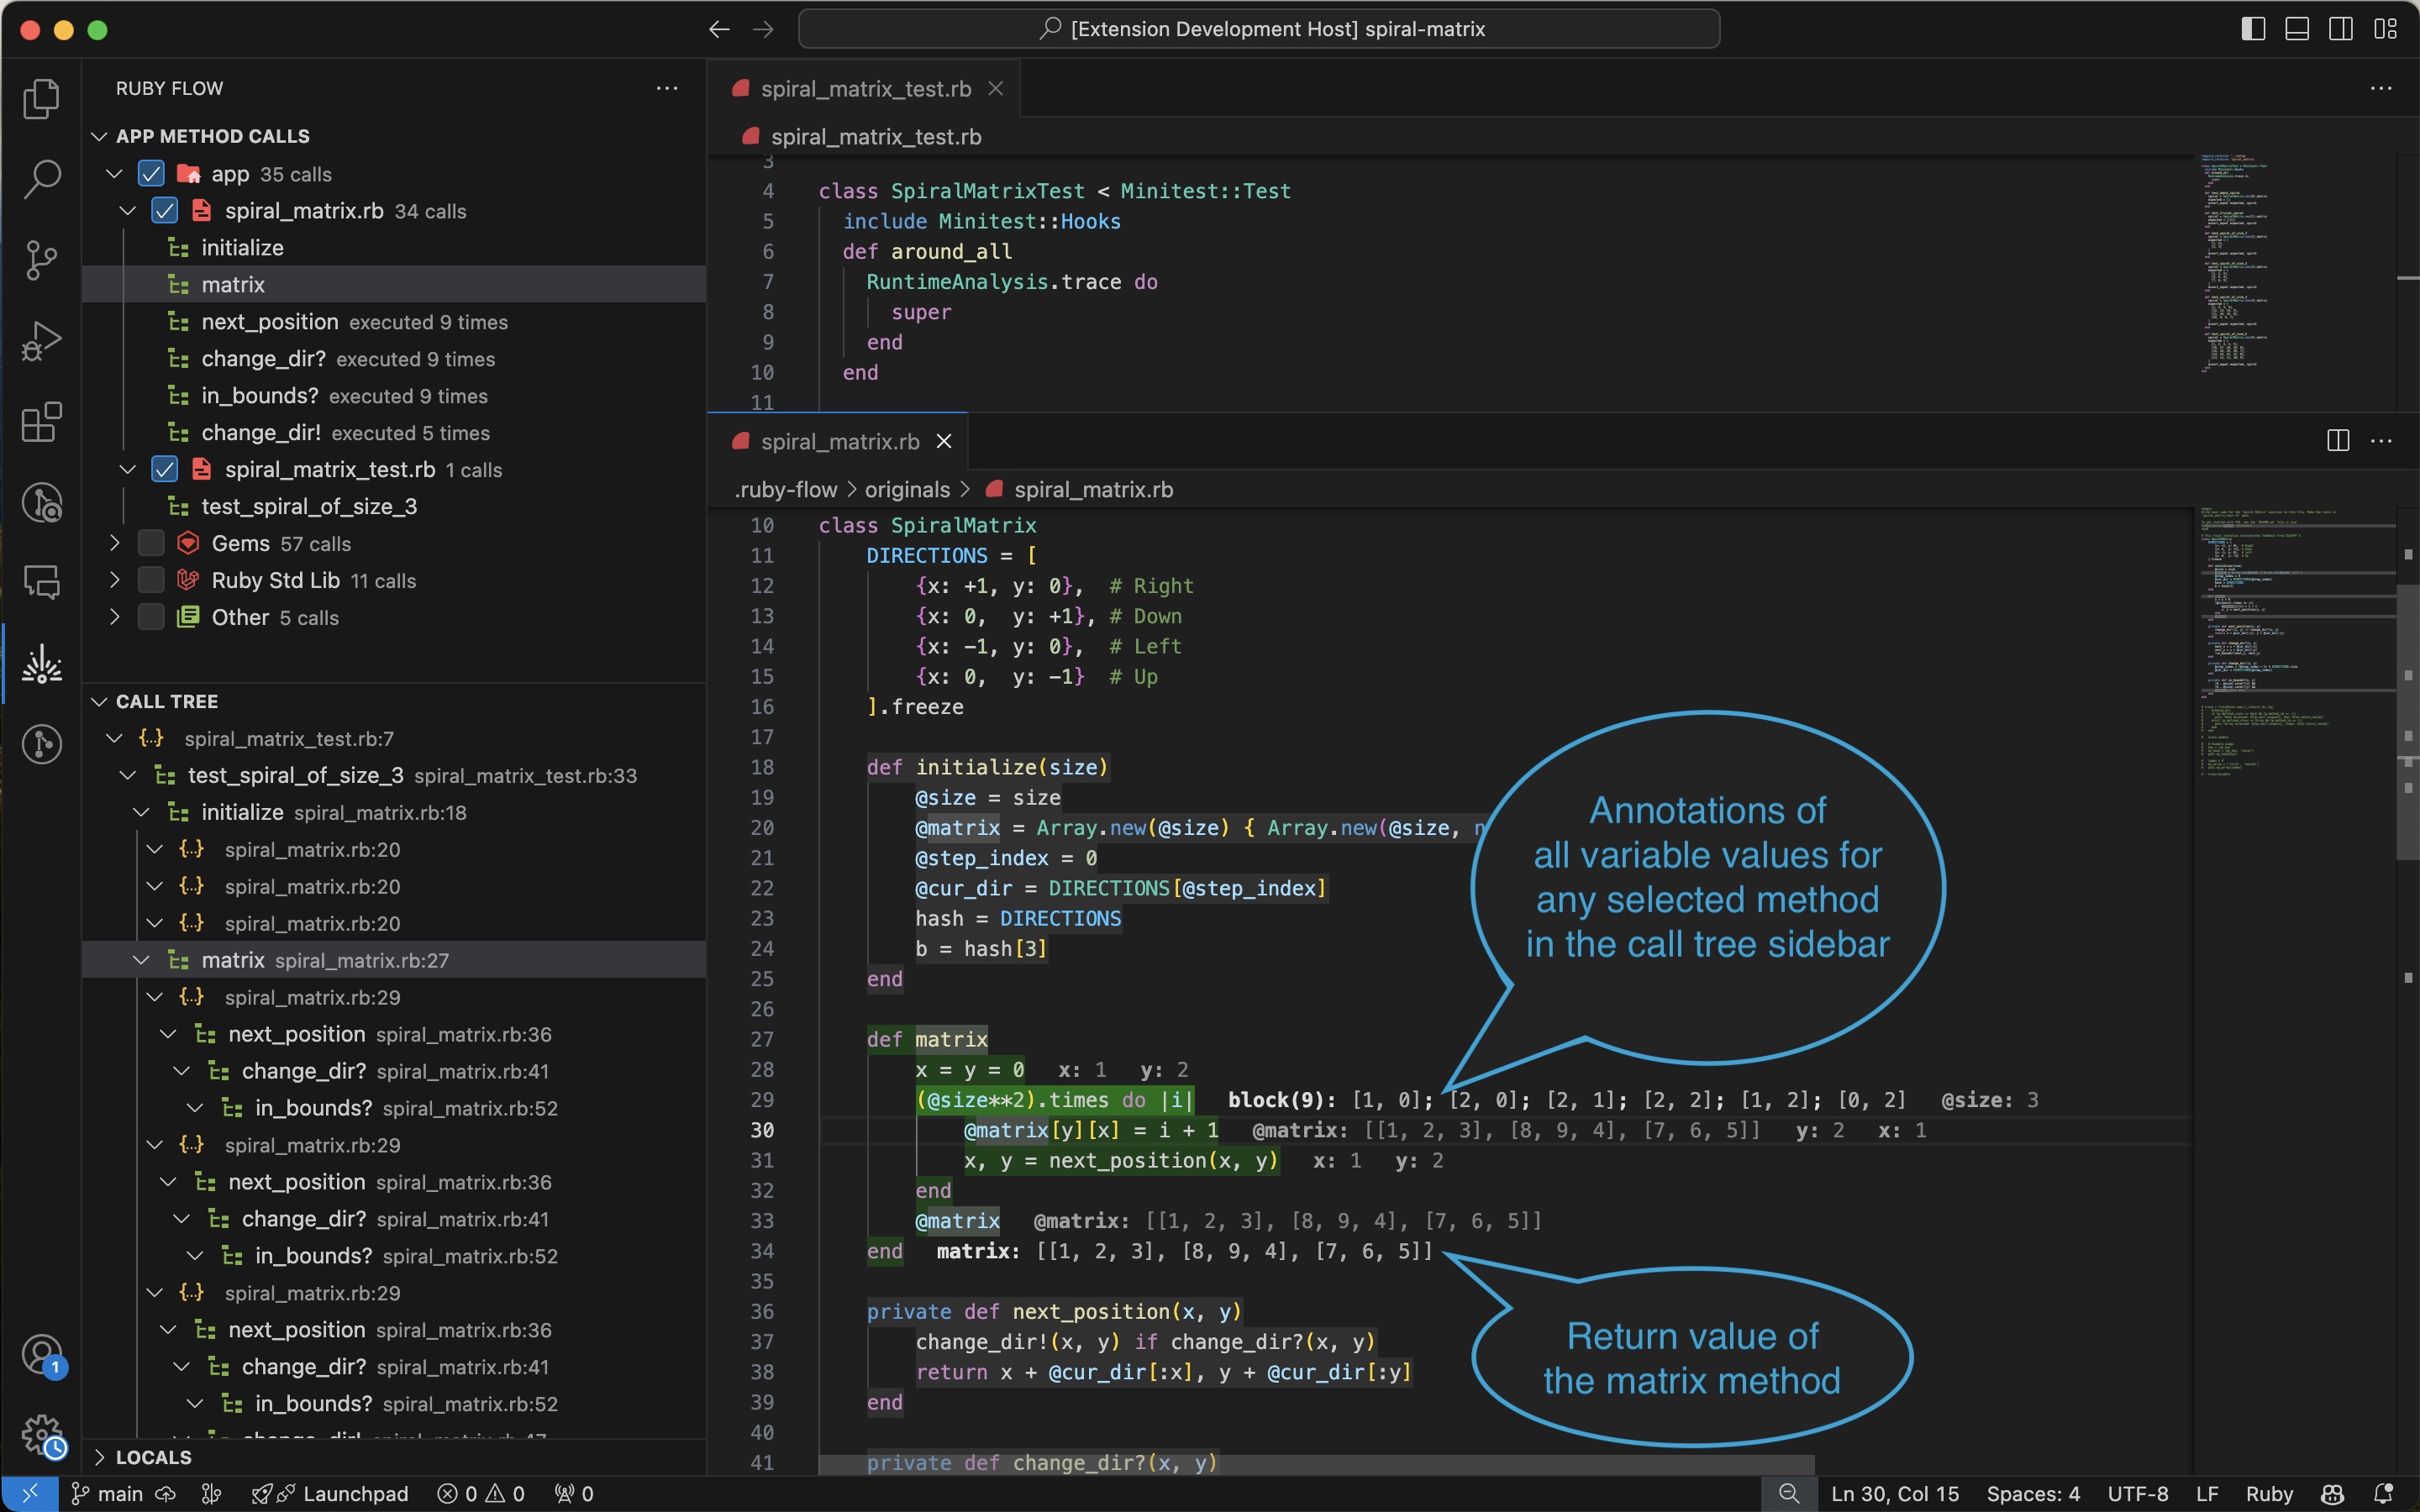 [Extension Development Host] spiral-matrix
RUBY FLOW
APP METHOD CALLS
app 35 calls
spiral_matrix.rb 34 calls
initialize
matrix
next_position executed 9 times
change_dir? executed 9 times
in_bounds? executed 9 times
change_dir! executed 5 times
spiral_matrix_test.rb 1 calls
test_spiral_of_size_3
Gems 57 calls
Ruby Std Lib 11 calls
Other 5 calls
CALL TREE
{..} spiral_matrix_test.rb:7
test_spiral_of_size_3 spiral_matrix_test.rb:33
initialize spiral_matrix.rb:18
{..} spiral_matrix.rb:20
{..} spiral_matrix.rb:20
{..} spiral_matrix.rb:20
matrix spiral_matrix.rb:27
{..} spiral_matrix.rb:29
next_position spiral_matrix.rb:36
change_dir? spiral_matrix.rb:41
in_bounds? spiral_matrix.rb:52
{..} spiral_matrix.rb:29
next_position spiral_matrix.rb:36
change_dir? spiral_matrix.rb:41
in_bounds? spiral_matrix.rb:52
{..} spiral_matrix.rb:29
next_position spiral_matrix.rb:36
change_dir? spiral_matrix.rb:41
in_bounds? spiral_matrix.rb:52
LOCALS
spiral_matrix_test.rb
spiral_matrix_test.rb
3
4 class SpiralMatrixTest < Minitest::Test
5 include Minitest::Hooks
6 def around_all
7 RuntimeAnalysis.trace do
8 super
9 end
10 end
11
spiral_matrix.rb
.ruby-flow > originals > spiral_matrix.rb
10 class SpiralMatrix
11 DIRECTIONS = [
12 {x: +1, y: 0}, # Right
13 {x: 0, y: +1}, # Down
14 {x: −1, y: 0}, # Left
15 {x: 0, y: −1} # Up
16 ].freeze
17
18 def initialize(size)
19 @size = size
20 @matrix = Array.new(@size) { Array.new(@size, n
21 @step_index = 0
22 @cur_dir = DIRECTIONS[@step_index]
23 hash = DIRECTIONS
24 b = hash[3]
25 end
26
27 def matrix
28 x = y = 0 x: 1 y: 2
29 (@size**2).times do |i| block(9): [1, 0]; [2, 0]; [2, 1]; [2, 2]; [1, 2]; [0, 2] @size: 3
30 @matrix[y][x] = i + 1 @matrix: [[1, 2, 3], [8, 9, 4], [7, 6, 5]] y: 2 x: 1
31 x, y = next_position(x, y) x: 1 y: 2
32 end
33 @matrix @matrix: [[1, 2, 3], [8, 9, 4], [7, 6, 5]]
34 end matrix: [[1, 2, 3], [8, 9, 4], [7, 6, 5]]
35
36 private def next_position(x, y)
37 change_dir!(x, y) if change_dir?(x, y)
38 return x + @cur_dir[:x], y + @cur_dir[:y]
39 end
40
41 private def change_dir?(x, y)
Annotations of
all variable values for
any selected method
in the call tree sidebar
Return value of
the matrix method
1
main Launchpad 0 0 0 Ln 30, Col 15 Spaces: 4 UTF-8 LF Ruby